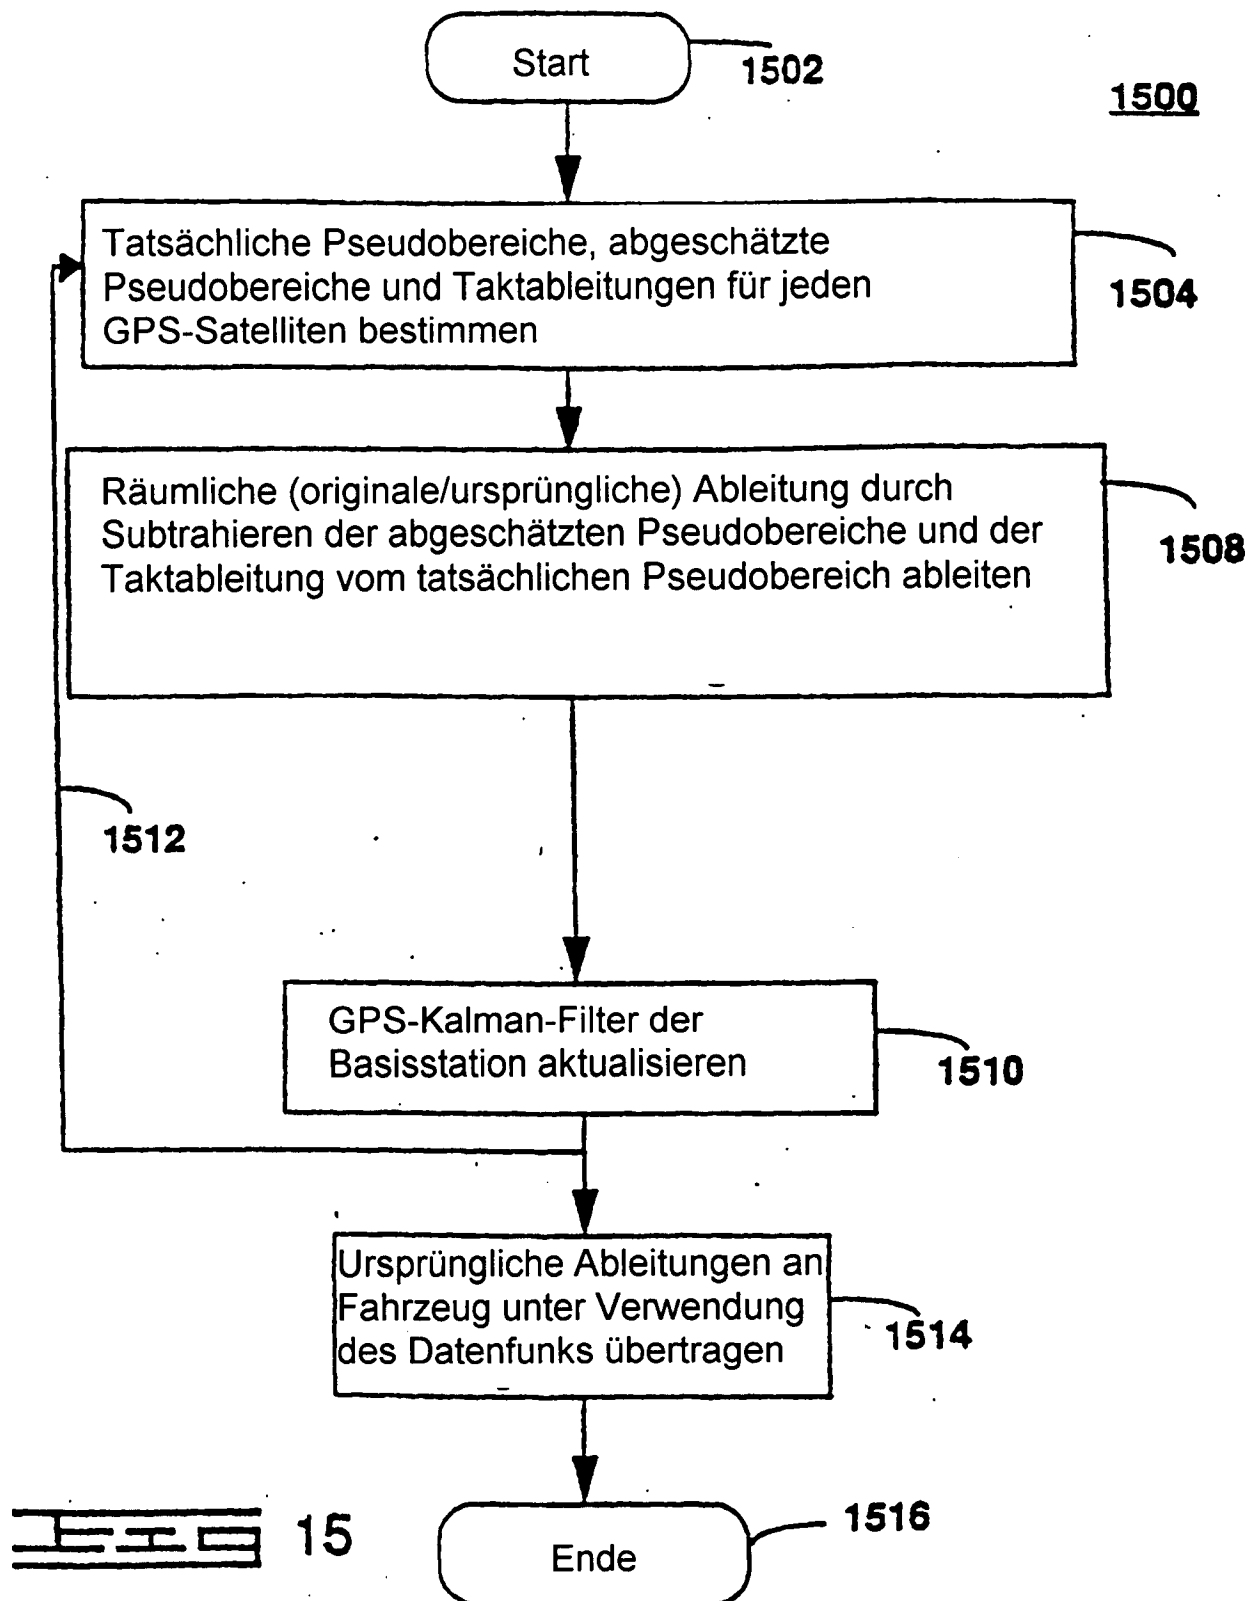 Start
1502
1500
Tatsächliche Pseudobereiche, abgeschätzte
Pseudobereiche und Taktableitungen für jeden
GPS-Satelliten bestimmen
1504
Räumliche (originale/ursprüngliche) Ableitung durch
Subtrahieren der abgeschätzten Pseudobereiche und der
Taktableitung vom tatsächlichen Pseudobereich ableiten
1508
1512
GPS-Kalman-Filter der
Basisstation aktualisieren
1510
Ursprüngliche Ableitungen an
Fahrzeug unter Verwendung
des Datenfunks übertragen
1514
FIG 15
Ende
1516